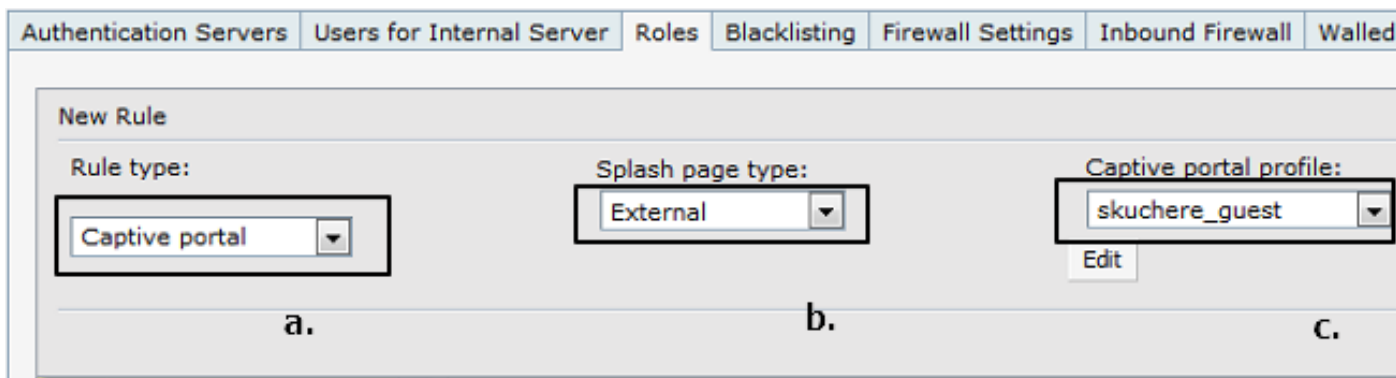 Authentication Servers Users for Internal Server Roles Blacklisting Firewall Settings Inbound Firewall Walled
New Rule
Rule type: Splash page type: Captive portal profile:
Captive portal External skuchere_guest
Edit
a. b. c.